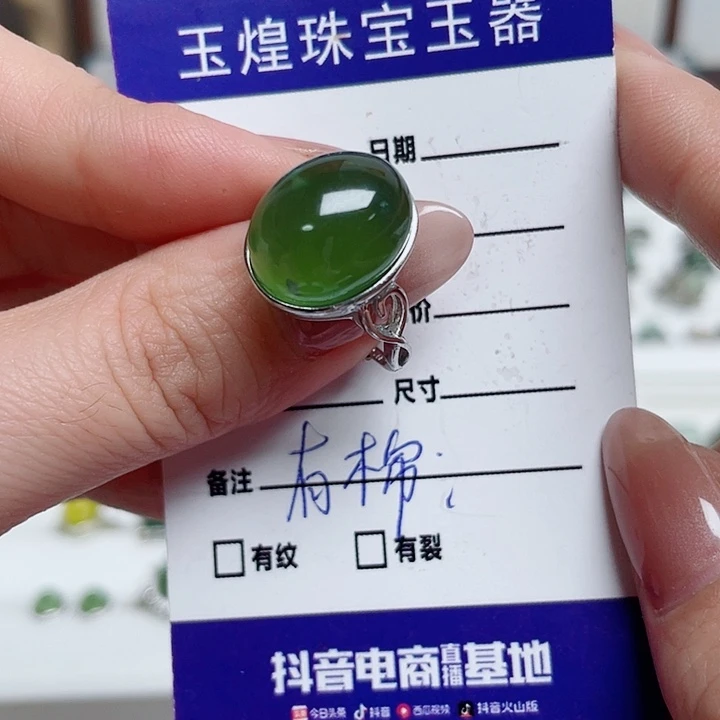 玉煌珠宝玉器
日期
价
尺寸
备注 有棉
有纹 有裂
抖音电商直播基地
今日头条 抖音 西瓜视频 抖音火山版